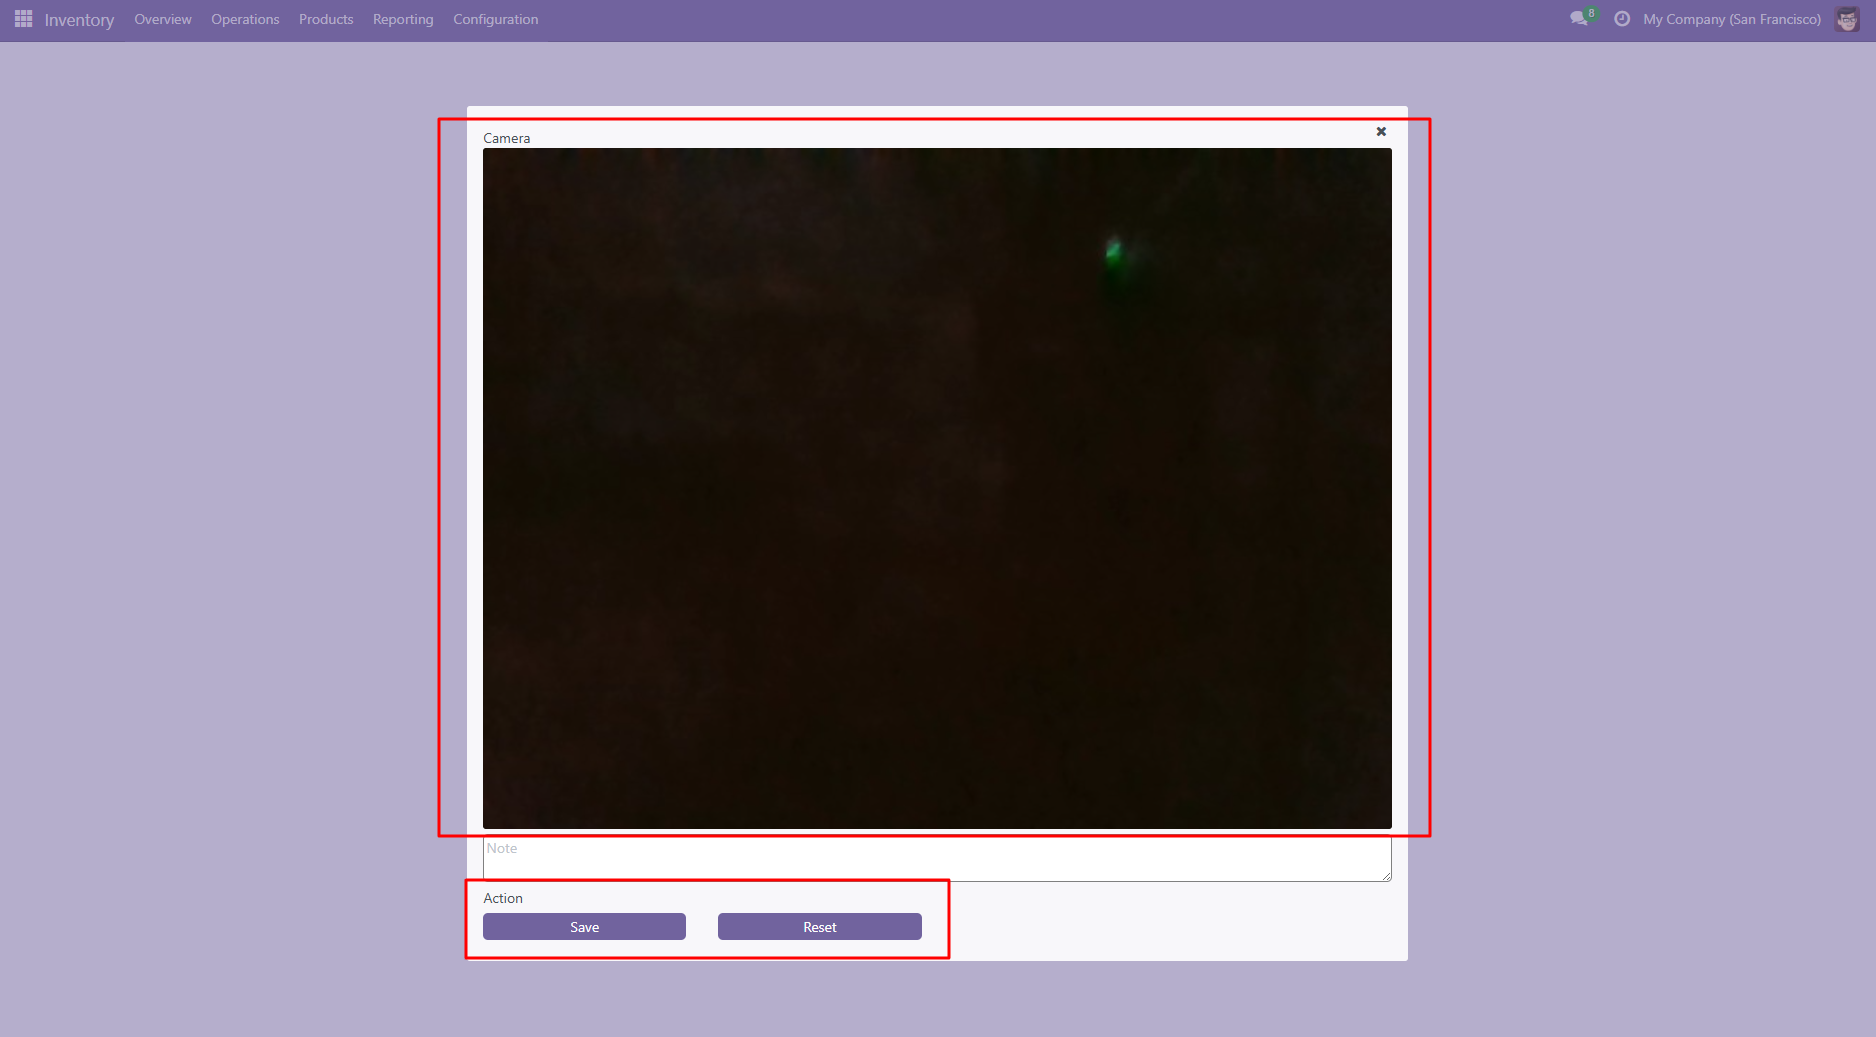 Inventory Overview Operations Products Reporting Configuration 8 My Company (San Francisco)
Camera
Note
Action
Save Reset